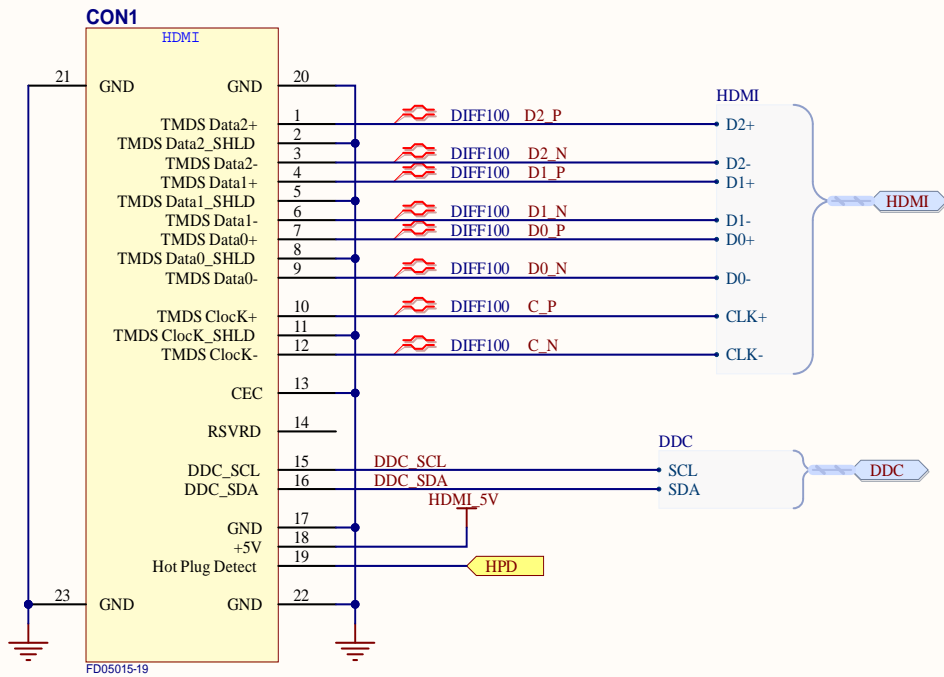 CON1
HDMI
21 GND GND 20
HDMI
TMDS Data2+ 1 DIFF100 D2_P D2+
TMDS Data2_SHLD 2
TMDS Data2- 3 DIFF100 D2_N D2-
TMDS Data1+ 4 DIFF100 D1_P D1+
TMDS Data1_SHLD 5
HDMI
TMDS Data1- 6 DIFF100 D1_N D1-
TMDS Data0+ 7 DIFF100 D0_P D0+
TMDS Data0_SHLD 8
TMDS Data0- 9 DIFF100 D0_N D0-
TMDS ClocK+ 10 DIFF100 C_P CLK+
TMDS ClocK_SHLD 11
TMDS ClocK- 12 DIFF100 C_N CLK-
CEC 13
RSVRD 14
DDC
DDC_SCL 15 DDC_SCL SCL
DDC
DDC_SDA 16 DDC_SDA SDA
HDMI_5V
GND 17
+5V 18
Hot Plug Detect 19 HPD
23 GND GND 22
FD05015-19